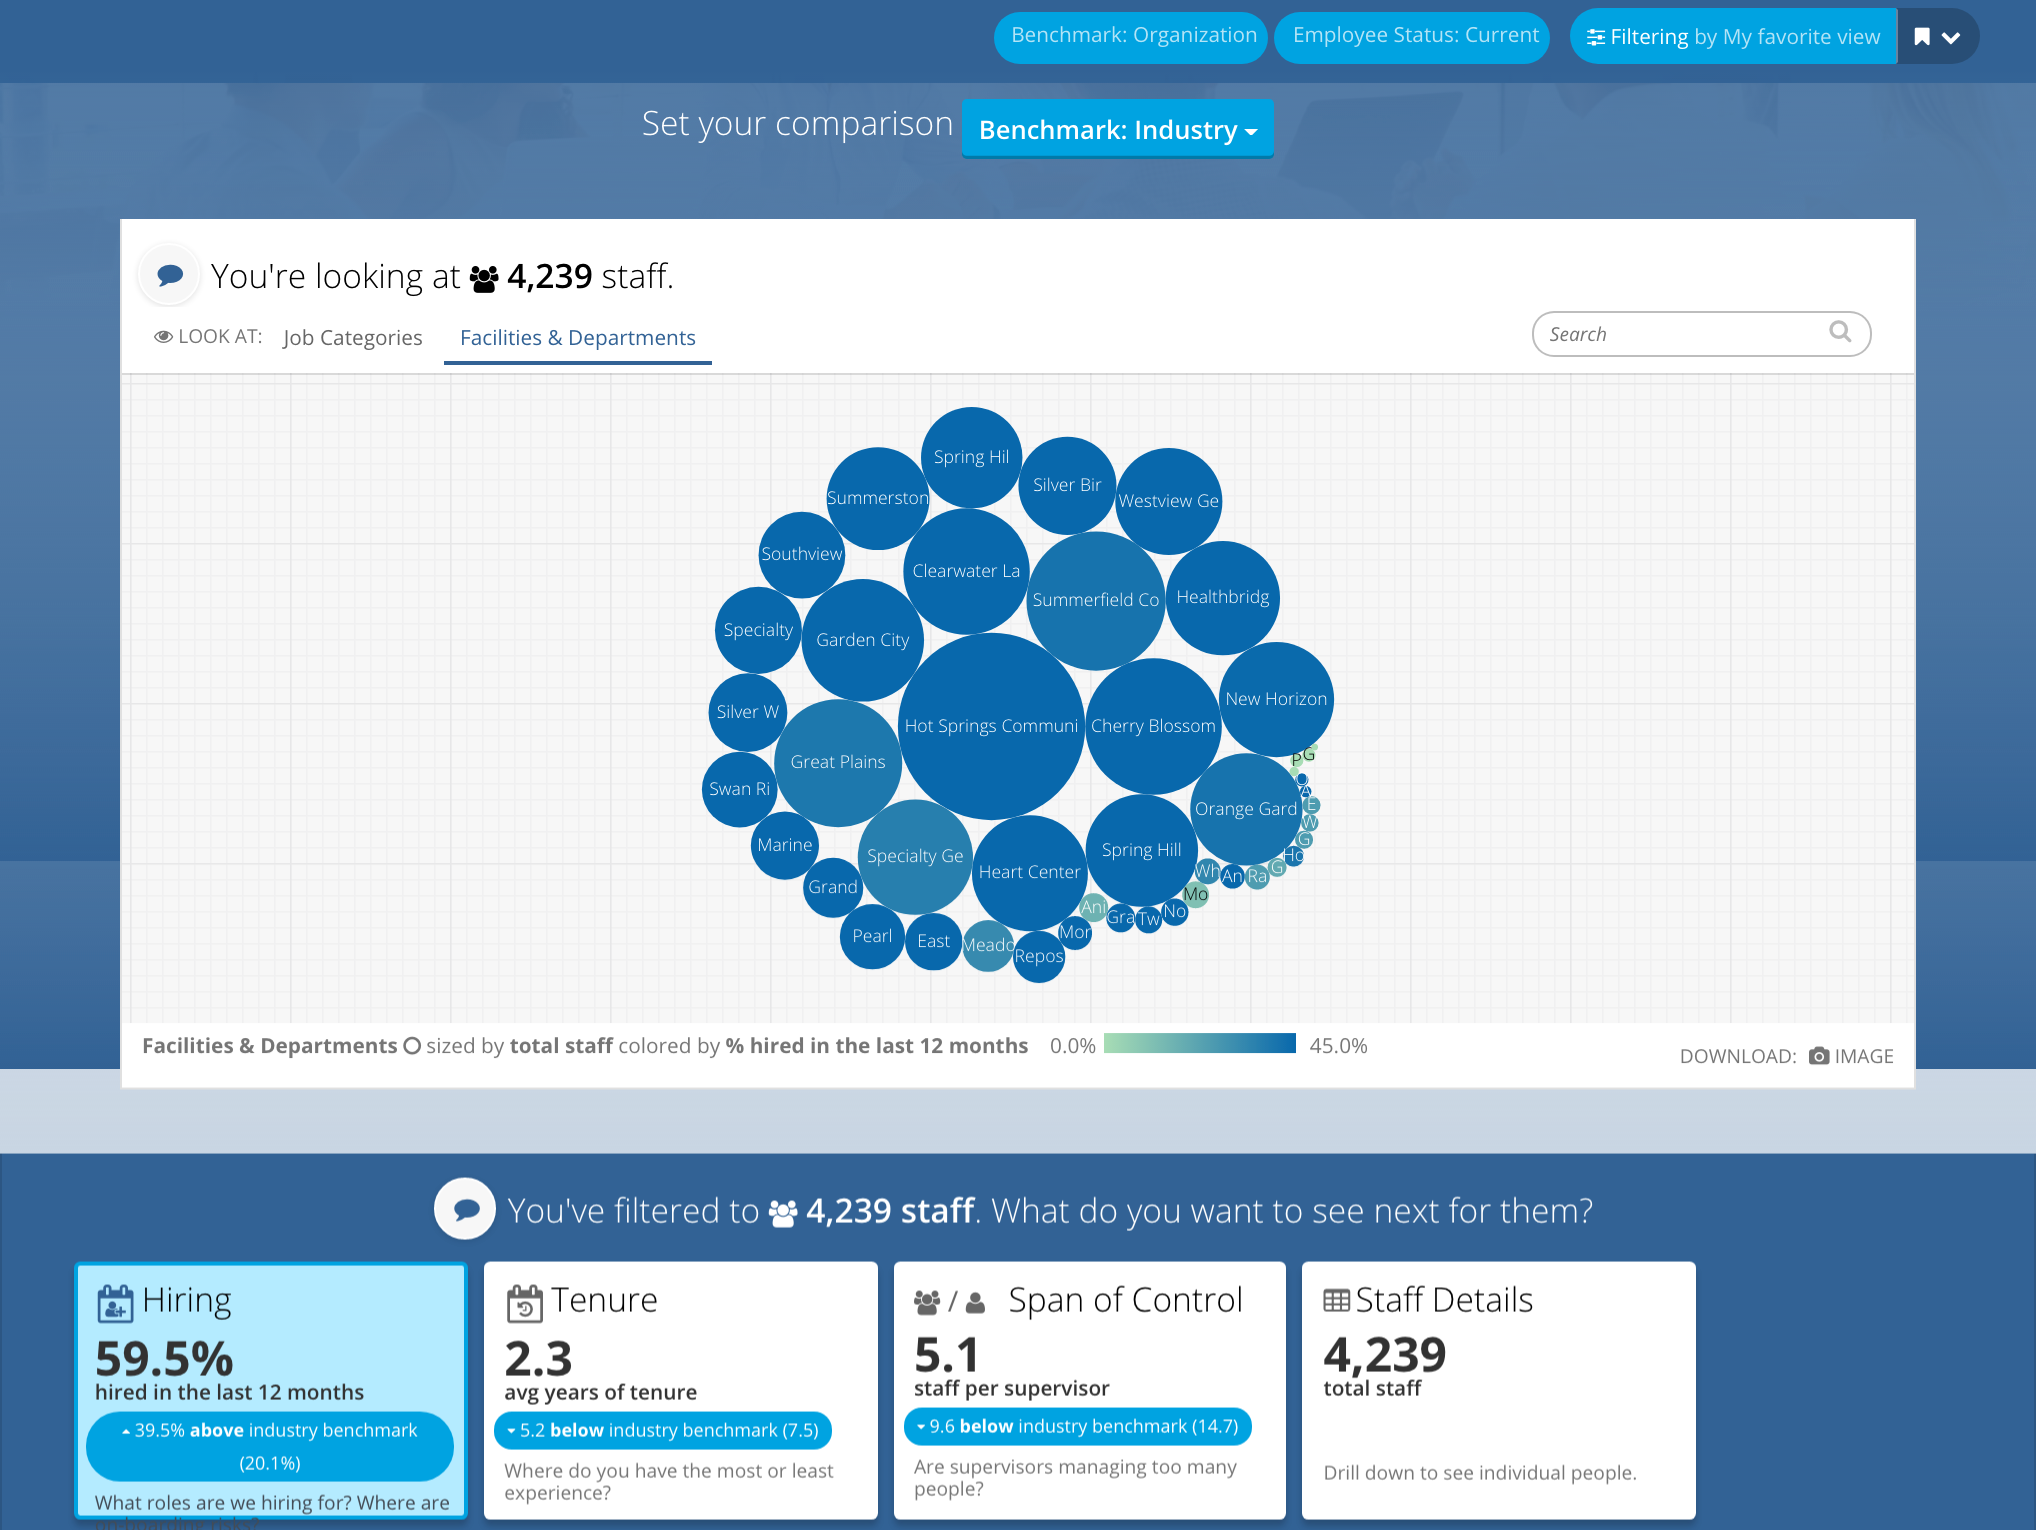 Benchmark: Organization
Employee Status: Current
Filtering by My favorite view
Set your comparison
Benchmark: Industry
You're looking at 4,239 staff.
LOOK AT:
Job Categories
Facilities & Departments
Search
Spring Hil
Silver Bir
Summerston
Westview Ge
Southview
Clearwater La
Summerfield Co
Healthbridg
Specialty
Garden City
New Horizon
Silver W
Hot Springs Communi
Cherry Blossom
P
G
Great Plains
Swan Ri
A
Orange Gard
E
W
G
Marine
Spring Hill
Ho
Specialty Ge
Heart Center
Wh
An
Ra
G
Grand
Mo
Ani
Gra
Tw
No
Pearl
East
Meado
Mor
Repos
Facilities & Departments sized by total staff colored by % hired in the last 12 months
0.0%
45.0%
DOWNLOAD: IMAGE
You've filtered to 4,239 staff. What do you want to see next for them?
Hiring
59.5%
hired in the last 12 months
39.5% above industry benchmark
(20.1%)
What roles are we hiring for? Where are
Tenure
2.3
avg years of tenure
5.2 below industry benchmark (7.5)
Where do you have the most or least
experience?
/ Span of Control
5.1
staff per supervisor
9.6 below industry benchmark (14.7)
Are supervisors managing too many
people?
Staff Details
4,239
total staff
Drill down to see individual people.